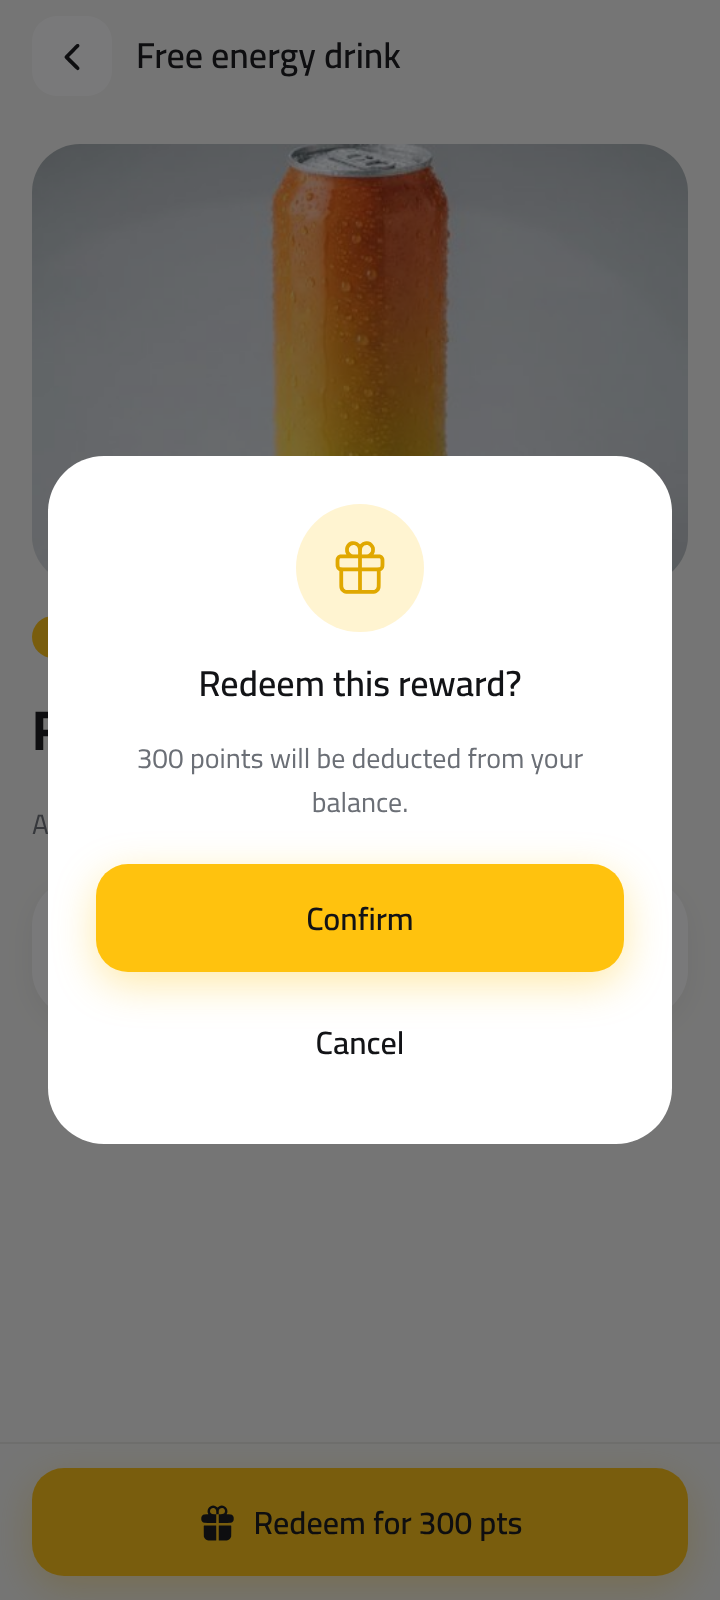 Free energy drink
Redeem this reward?
300 points will be deducted from your
balance.
Confirm
Cancel
Redeem for 300 pts